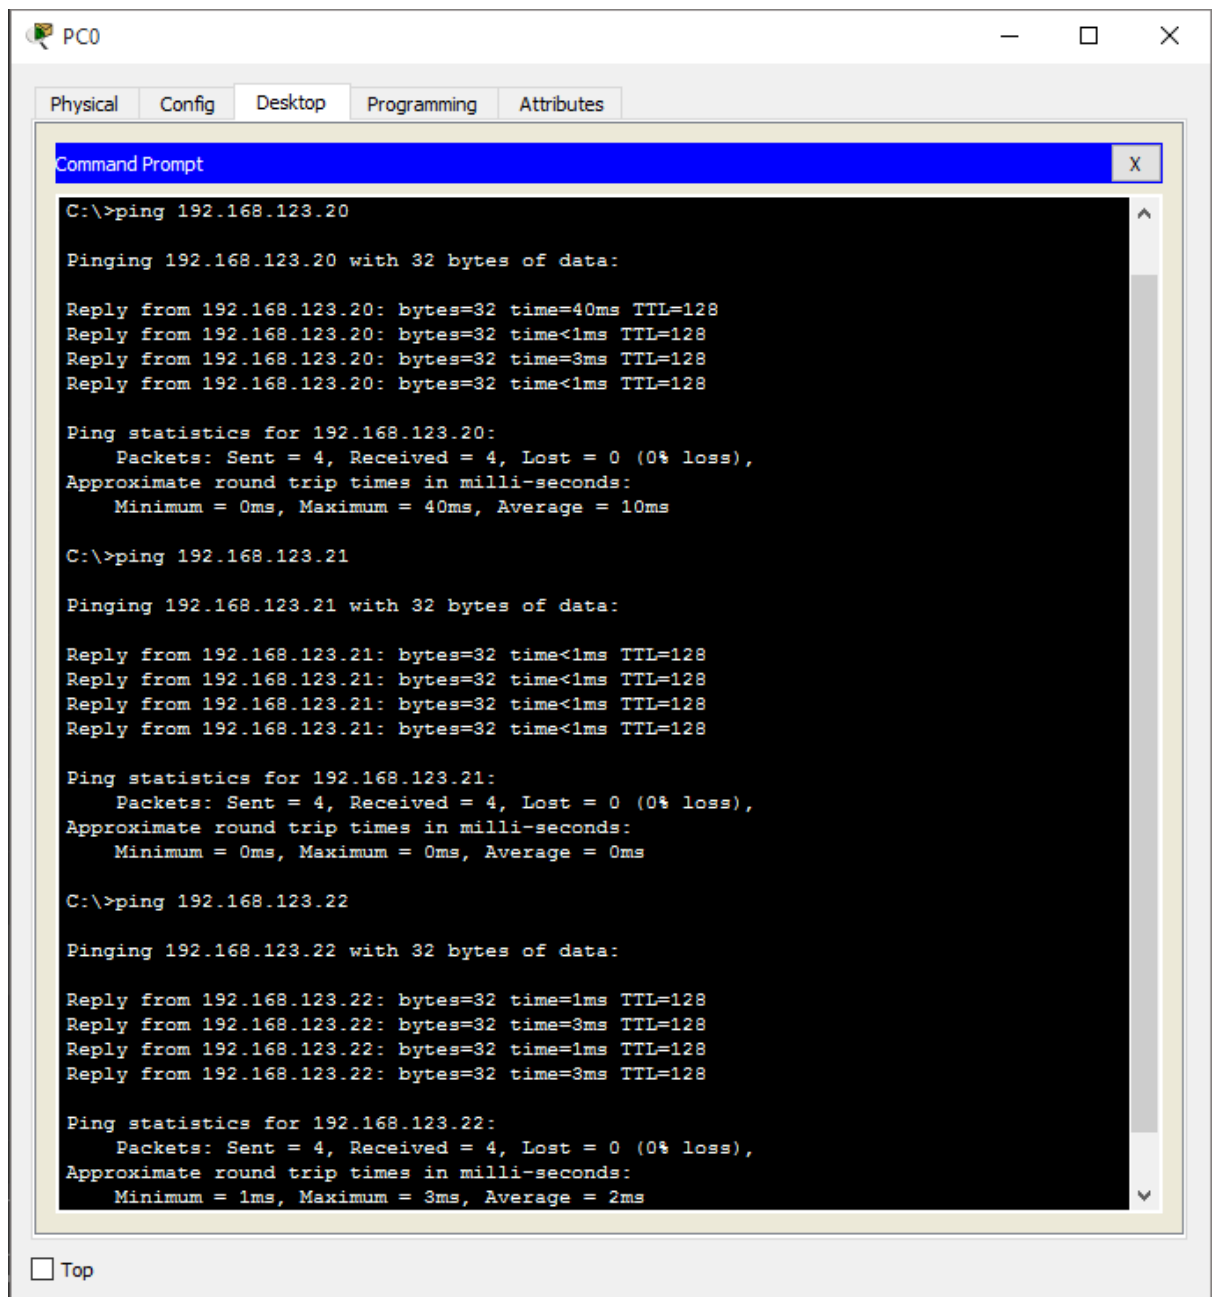 PC0
Physical Config Desktop Programming Attributes
Command Prompt X
C:\>ping 192.168.123.20
Pinging 192.168.123.20 with 32 bytes of data:
Reply from 192.168.123.20: bytes=32 time=40ms TTL=128
Reply from 192.168.123.20: bytes=32 time<1ms TTL=128
Reply from 192.168.123.20: bytes=32 time=3ms TTL=128
Reply from 192.168.123.20: bytes=32 time<1ms TTL=128
Ping statistics for 192.168.123.20:
Packets: Sent = 4, Received = 4, Lost = 0 (0% loss),
Approximate round trip times in milli-seconds:
Minimum = 0ms, Maximum = 40ms, Average = 10ms
C:\>ping 192.168.123.21
Pinging 192.168.123.21 with 32 bytes of data:
Reply from 192.168.123.21: bytes=32 time<1ms TTL=128
Reply from 192.168.123.21: bytes=32 time<1ms TTL=128
Reply from 192.168.123.21: bytes=32 time<1ms TTL=128
Reply from 192.168.123.21: bytes=32 time<1ms TTL=128
Ping statistics for 192.168.123.21:
Packets: Sent = 4, Received = 4, Lost = 0 (0% loss),
Approximate round trip times in milli-seconds:
Minimum = 0ms, Maximum = 0ms, Average = 0ms
C:\>ping 192.168.123.22
Pinging 192.168.123.22 with 32 bytes of data:
Reply from 192.168.123.22: bytes=32 time=1ms TTL=128
Reply from 192.168.123.22: bytes=32 time=3ms TTL=128
Reply from 192.168.123.22: bytes=32 time=1ms TTL=128
Reply from 192.168.123.22: bytes=32 time=3ms TTL=128
Ping statistics for 192.168.123.22:
Packets: Sent = 4, Received = 4, Lost = 0 (0% loss),
Approximate round trip times in milli-seconds:
Minimum = 1ms, Maximum = 3ms, Average = 2ms
Top